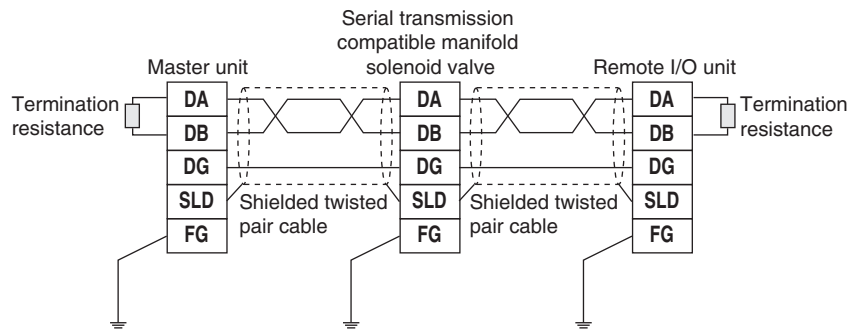 Serial transmission
compatible manifold
solenoid valve
Master unit
Remote I/O unit
Termination
resistance
DA
DB
DG
SLD
FG
Shielded twisted
pair cable
DA
DB
DG
SLD
FG
Shielded twisted
pair cable
DA
DB
DG
SLD
FG
Termination
resistance